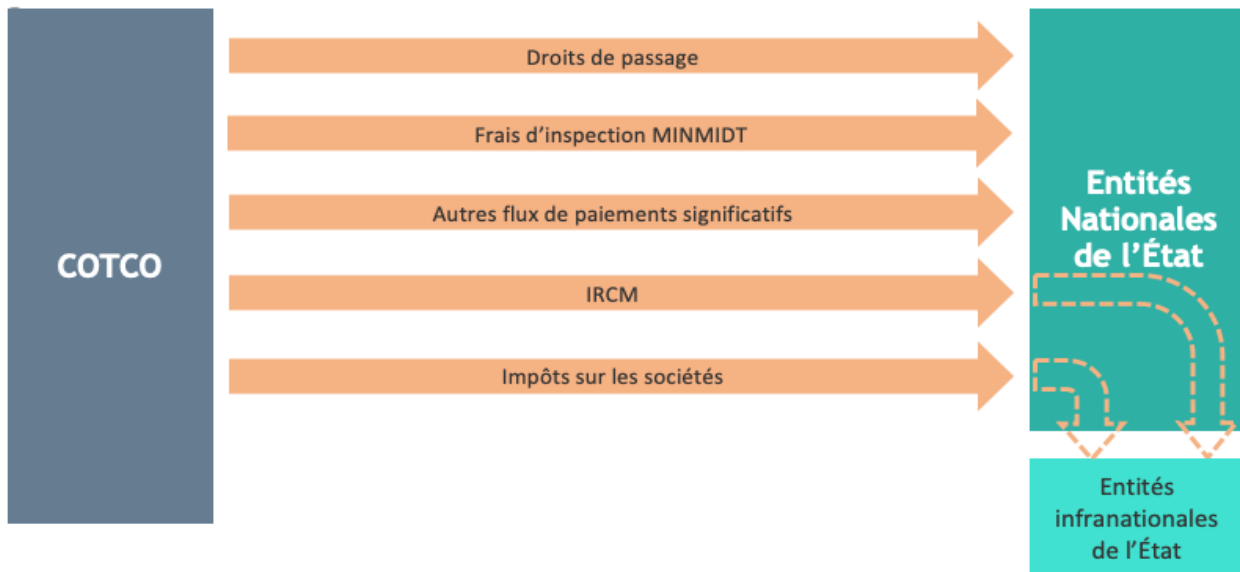 COTCO
Droits de passage
Frais d’inspection MINMIDT
Autres flux de paiements significatifs
IRCM
Impôts sur les sociétés
Entités
Nationales
de l’État
Entités
infranationales
de l’État